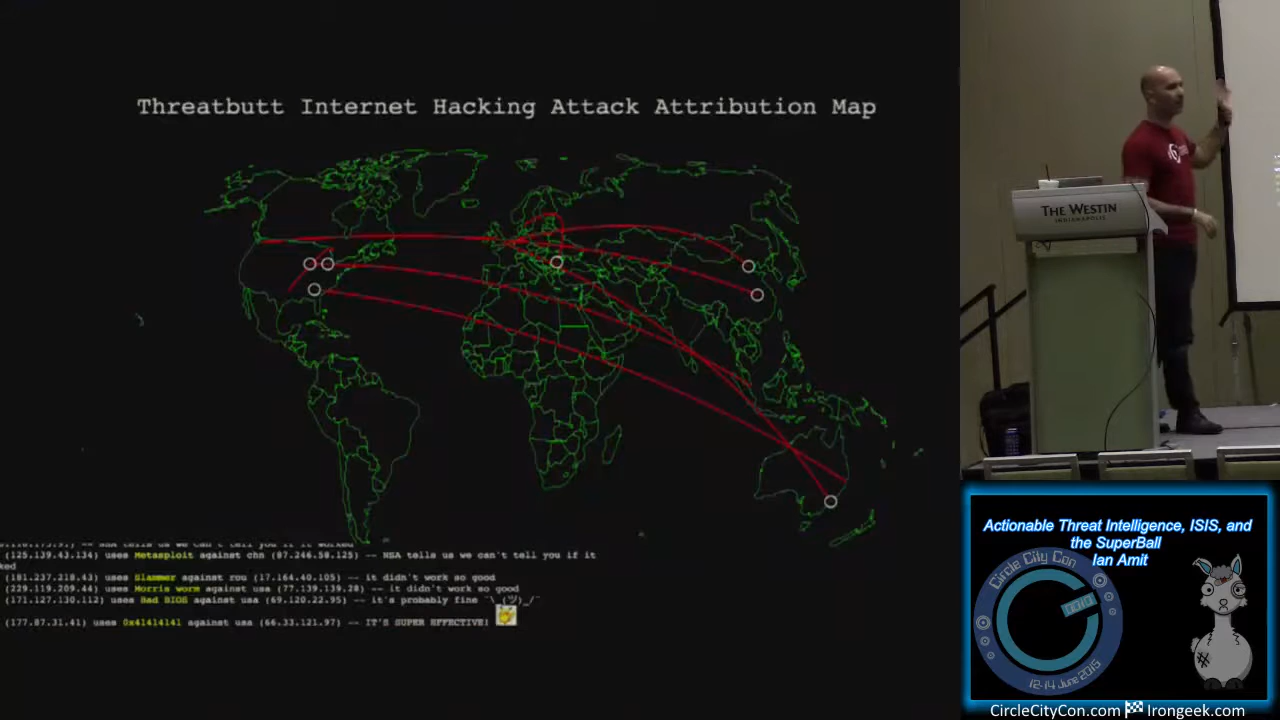 Threatbutt Internet Hacking Attack Attribution Map
(125.139.43.134) uses Metasploit against chn (87.246.58.125) -- NSA tells us we can't tell you if it
ked
(181.237.218.43) uses Slammer against rou (17.164.40.105) -- it didn't work so good
(229.119.209.44) uses Morris worm against usa (77.139.139.28) -- it didn't work so good
(171.127.130.112) uses Bad BIOS against usa (69.120.22.95) -- it's probably fine ¯\_(ツ)_/¯
(177.87.31.41) uses 0x41414141 against usa (66.33.121.97) -- IT'S SUPER EFFECTIVE!
THE WESTIN
INDIANAPOLIS
Actionable Threat Intelligence, ISIS, and
the SuperBall
Ian Amit
Circle City Con
12-14 June 2015
CircleCityCon.com Irongeek.com